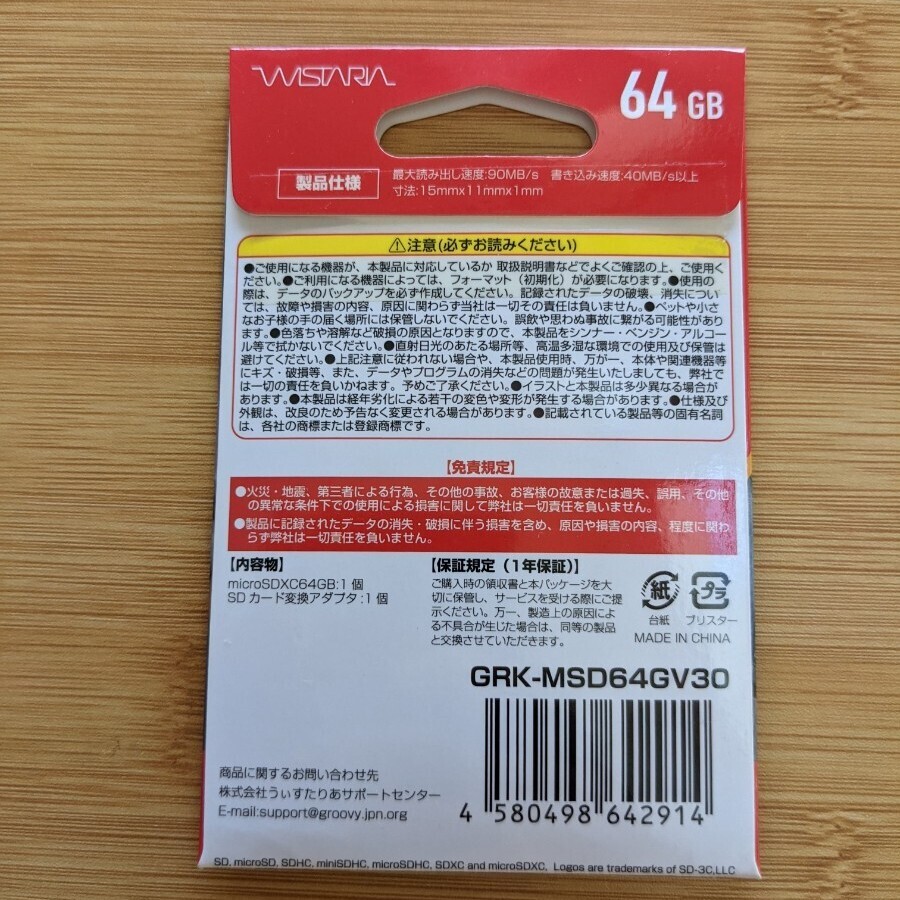 WISTARIA
64 GB
製品仕様
最大読み出し速度:90MB/s 書き込み速度:40MB/s以上
寸法:15mmx11mmx1mm
⚠注意(必ずお読みください)
●ご使用になる機器が、本製品に対応しているか 取扱説明書などでよくご確認の上、ご使用く
ださい。●ご利用になる機器によっては、フォーマット（初期化）が必要になります。●使用の
際は、データのバックアップを必ず作成してください。記録されたデータの破壊、消失につい
ては、故障や損害の内容、原因に関わらず当社は一切その責任は負いません。●ペットや小さ
なお子様の手の届く場所には保管しないでください。誤飲や思わぬ事故に繋がる可能性があり
ます。●色落ちや溶解など破損の原因となりますので、本製品をシンナー・ベンジン・アルコー
ル等で拭かないでください。●直射日光のあたる場所等、高温多湿な環境での使用及び保管は
避けてください。●上記注意に従われない場合や、本製品使用時、万が一、本体や関連機器等
にキズ・破損等、また、データやプログラムの消失などの問題が発生いたしましても、弊社で
は一切の責任を負いかねます。予めご了承ください。●イラストと本製品は多少異なる場合が
あります。●本製品は経年劣化による若干の変色や変形が発生する場合があります。●仕様及び
外観は、改良のため予告なく変更される場合があります。●記載されている製品等の固有名詞
は、各社の商標または登録商標です。
【免責規定】
●火災・地震、第三者による行為、その他の事故、お客様の故意または過失、誤用、その他
の異常な条件下での使用による損害に関して弊社は一切責任を負いません。
●製品に記録されたデータの消失・破損に伴う損害を含め、原因や損害の内容、程度に関わ
らず弊社は一切責任を負いません。
【内容物】
microSDXC64GB:1 個
SD カード変換アダプタ :1 個
【保証規定（1年保証）】
ご購入時の領収書と本パッケージを大
切に保管し、サービスを受ける際にご提
示ください。万一、製造上の原因によ
る不具合が生じた場合は、同等の製品
と交換させていただきます。
紙 プラ
台紙 ブリスター
MADE IN CHINA
GRK-MSD64GV30
4 580498 642914
商品に関するお問い合わせ先
株式会社うぃすたりあサポートセンター
E-mail:support@groovy.jpn.org
SD, microSD, SDHC, miniSDHC, microSDHC, SDXC and microSDXC. Logos are trademarks of SD-3C,LLC